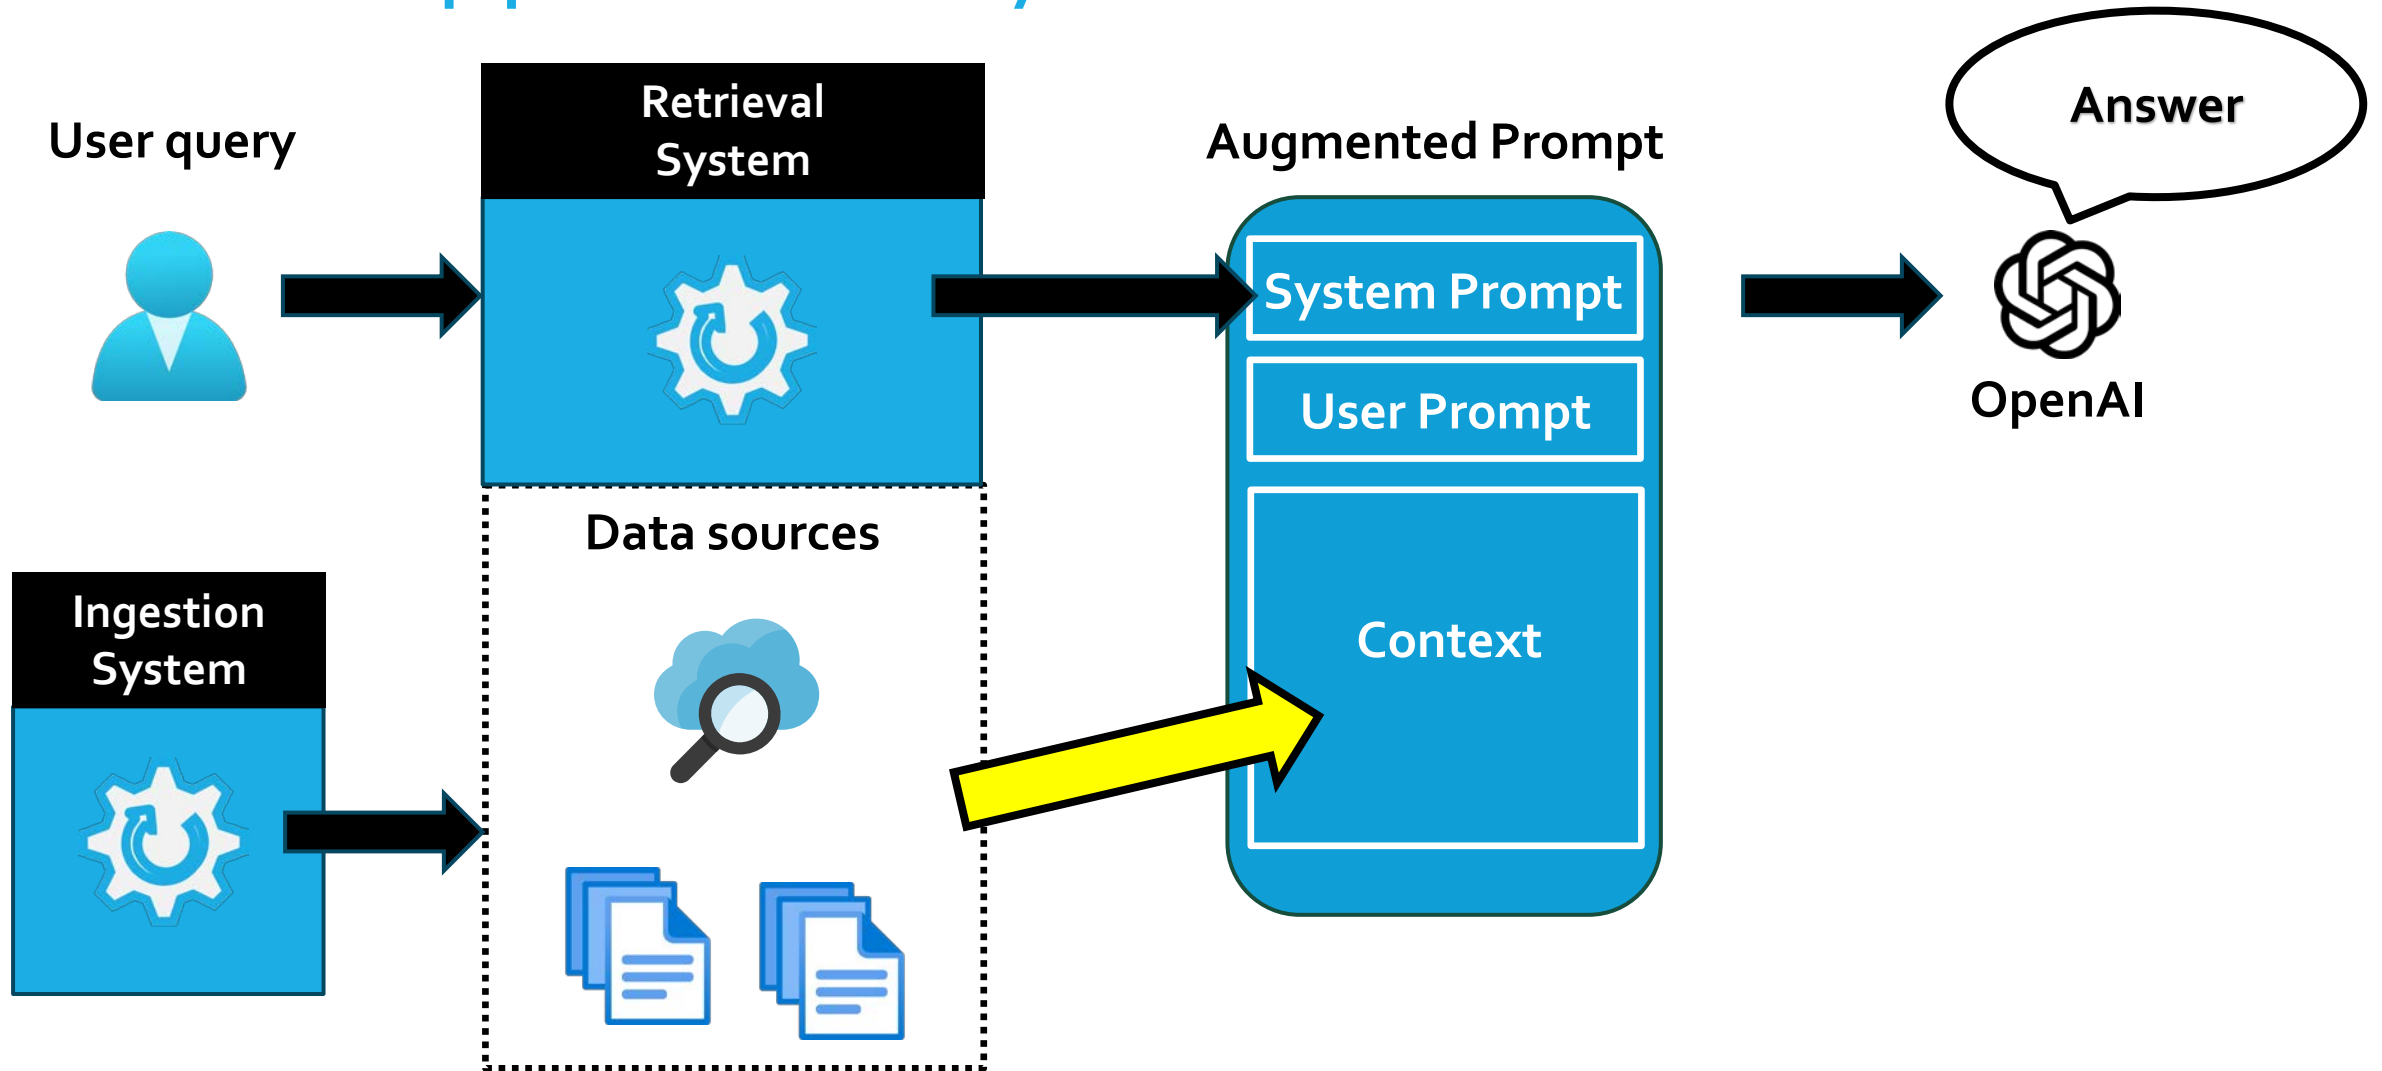 User query
Retrieval
System
Augmented Prompt
Answer
System Prompt
User Prompt
OpenAI
Data sources
Ingestion
System
Context